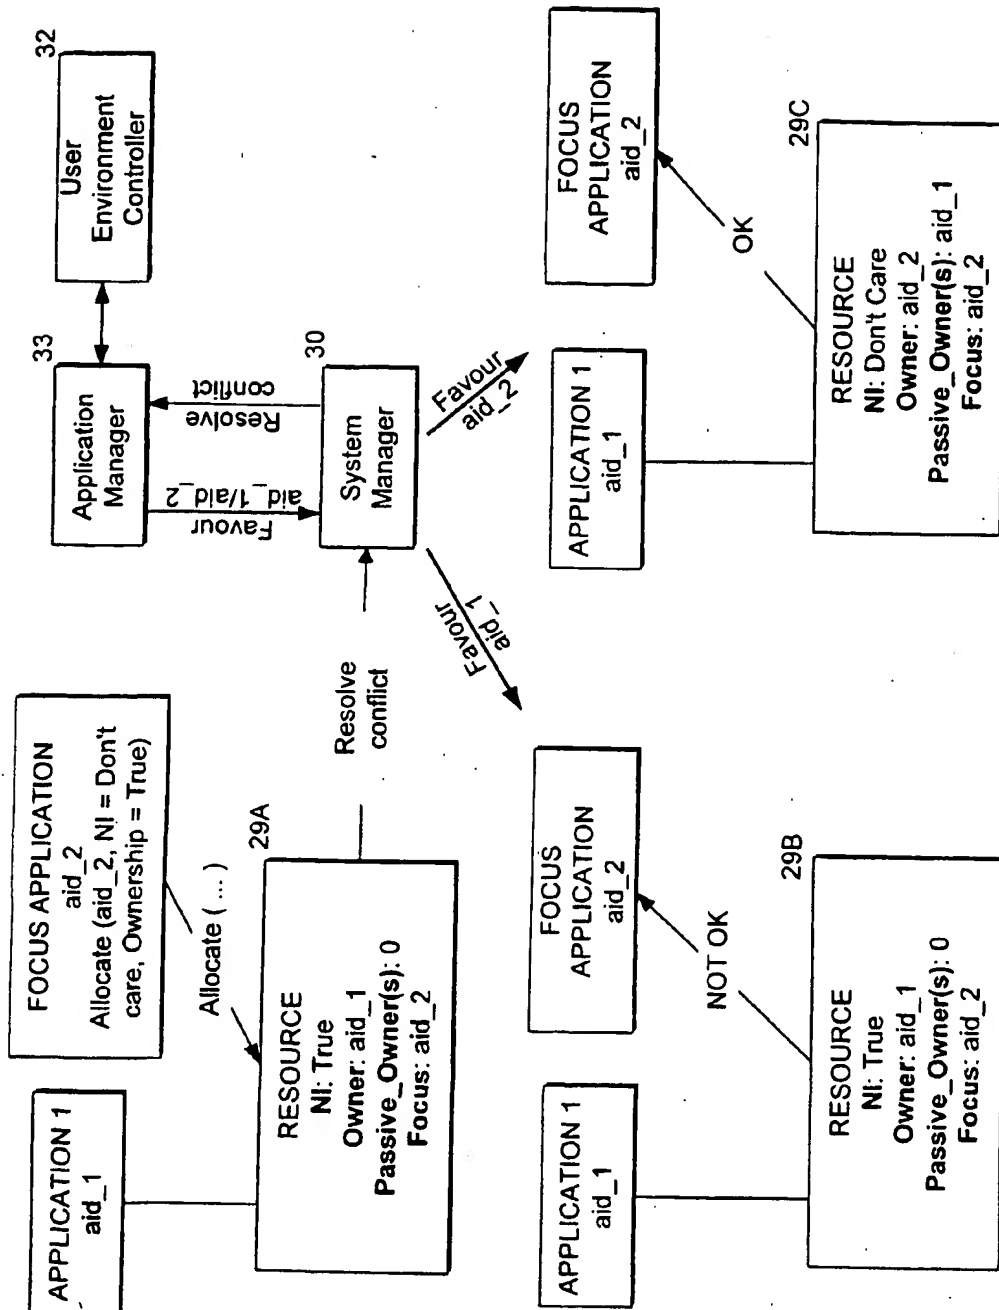 APPLICATION 1
aid_1
FOCUS APPLICATION
aid_2
Allocate (aid_2, NI = Don't
care, Ownership = True)
Allocate ( ... )
29A
RESOURCE
NI: True
Owner: aid_1
Passive_Owner(s): 0
Focus: aid_2
Resolve
conflict
33
Application
Manager
32
User
Environment
Controller
Favour
aid_1/aid_2
Resolve
conflict
30
System
Manager
Favour
aid_1
Favour
aid_2
APPLICATION 1
aid_1
FOCUS
APPLICATION
aid_2
NOT OK
29B
RESOURCE
NI: True
Owner: aid_1
Passive_Owner(s): 0
Focus: aid_2
APPLICATION 1
aid_1
FOCUS
APPLICATION
aid_2
OK
29C
RESOURCE
NI: Don't Care
Owner: aid_2
Passive_Owner(s): aid_1
Focus: aid_2